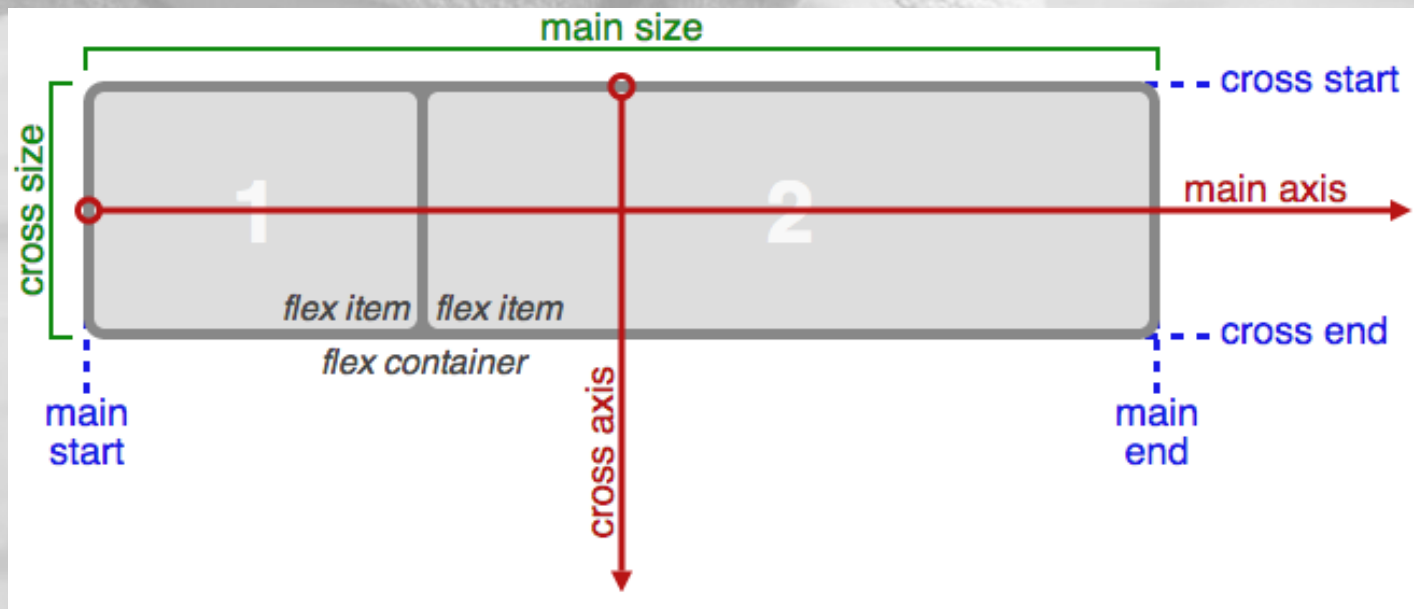 main size
cross start
cross size
main axis
1
2
flex item
flex item
cross end
flex container
cross axis
main
start
main
end